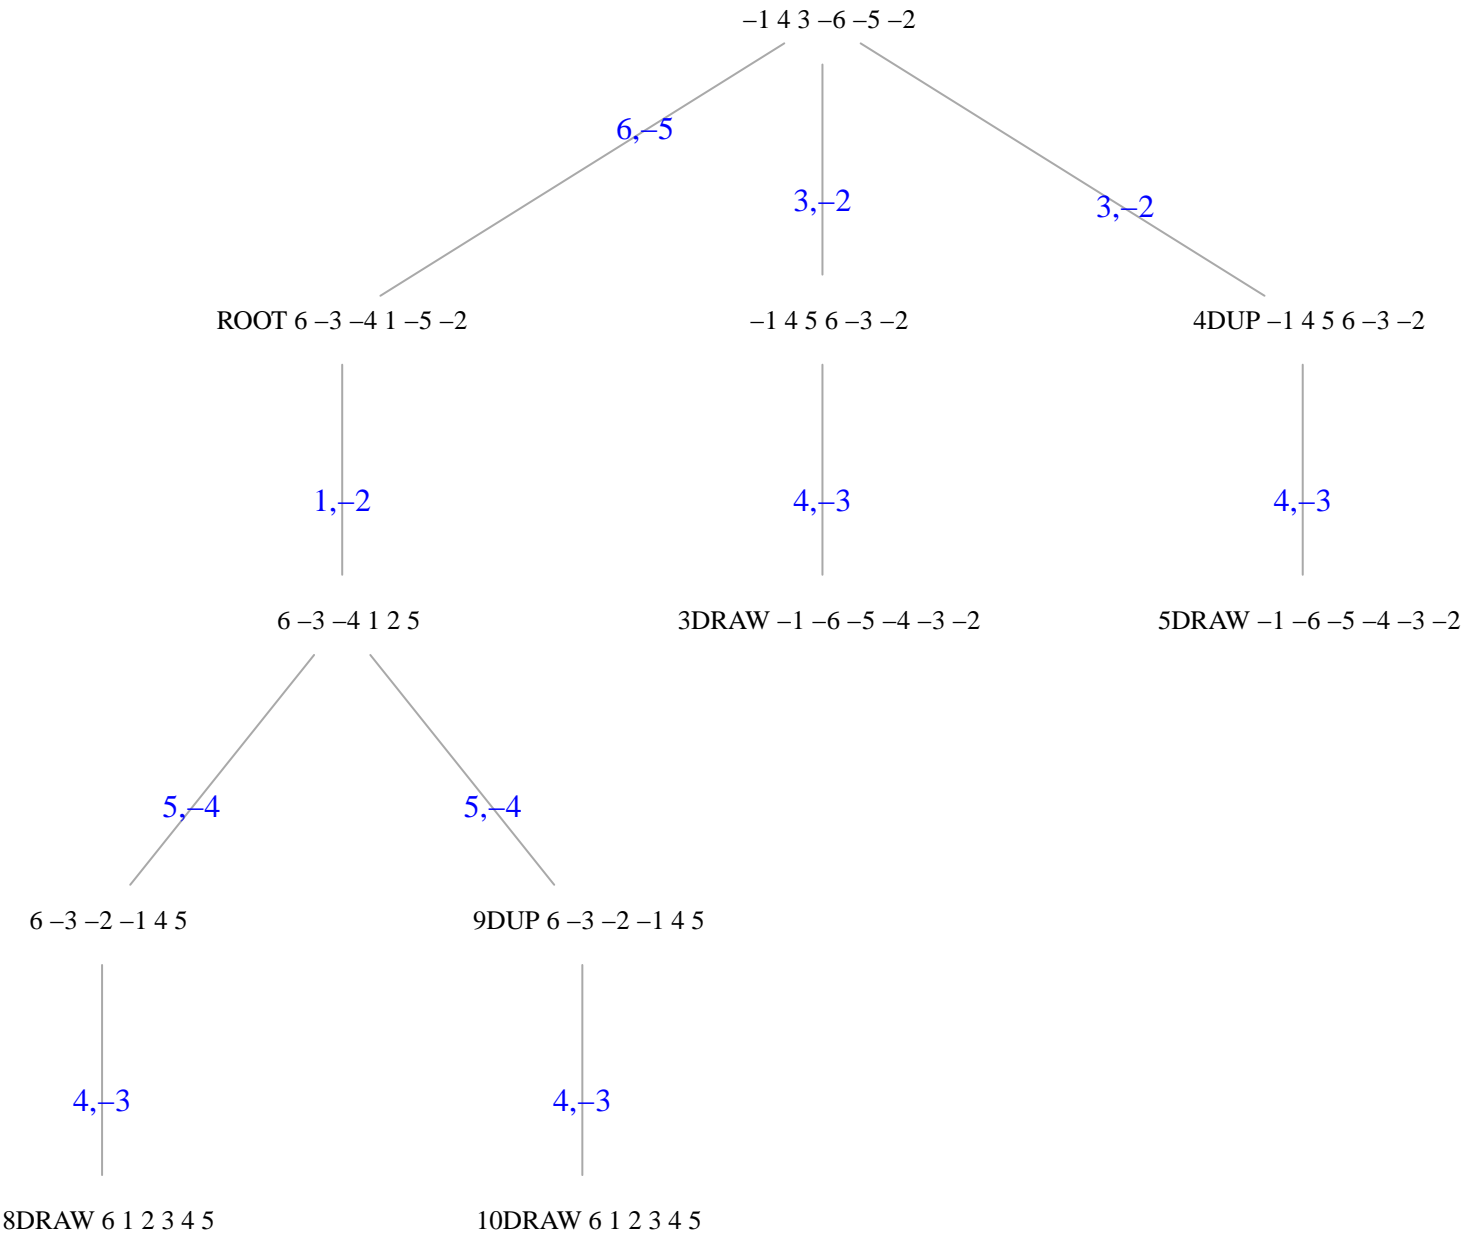 –1 4 3 –6 –5 –2
6,–5
3,–2
3,–2
ROOT 6 –3 –4 1 –5 –2
–1 4 5 6 –3 –2
4DUP –1 4 5 6 –3 –2
1,–2
4,–3
4,–3
6 –3 –4 1 2 5
3DRAW –1 –6 –5 –4 –3 –2
5DRAW –1 –6 –5 –4 –3 –2
5,–4
5,–4
6 –3 –2 –1 4 5
9DUP 6 –3 –2 –1 4 5
4,–3
4,–3
8DRAW 6 1 2 3 4 5
10DRAW 6 1 2 3 4 5